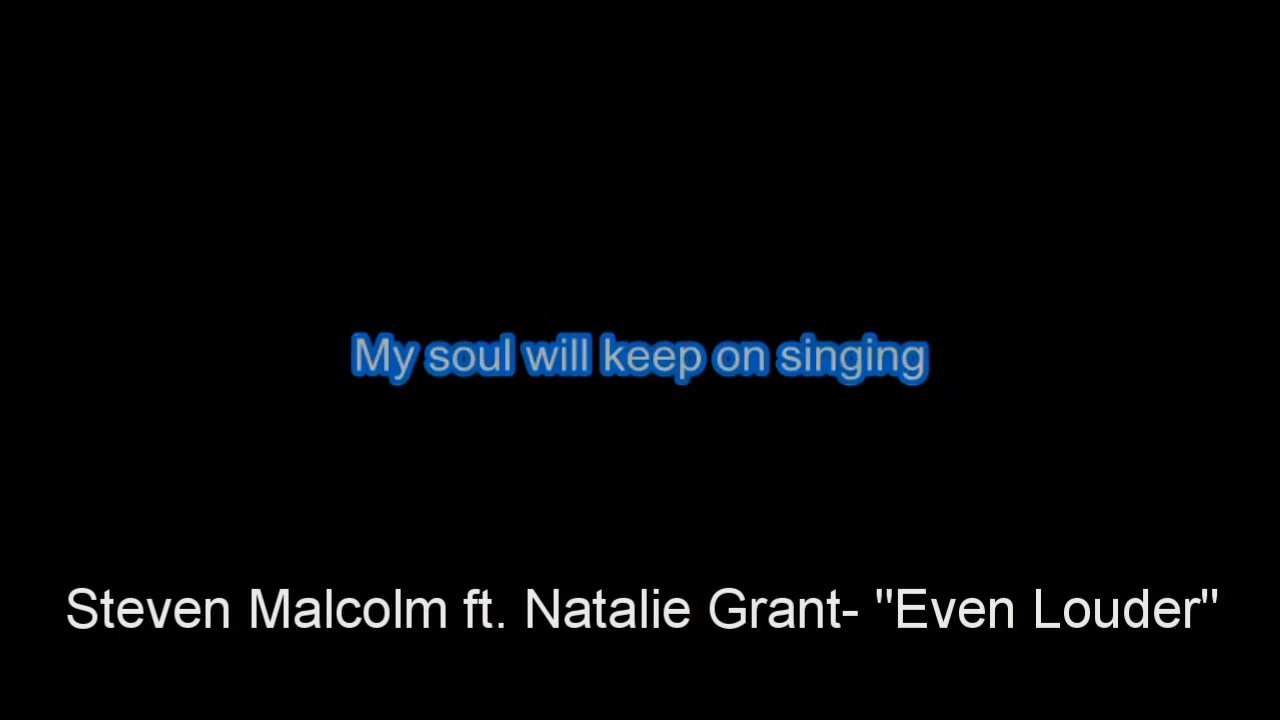 My soul will keep on singing
Steven Malcolm ft. Natalie Grant- "Even Louder"